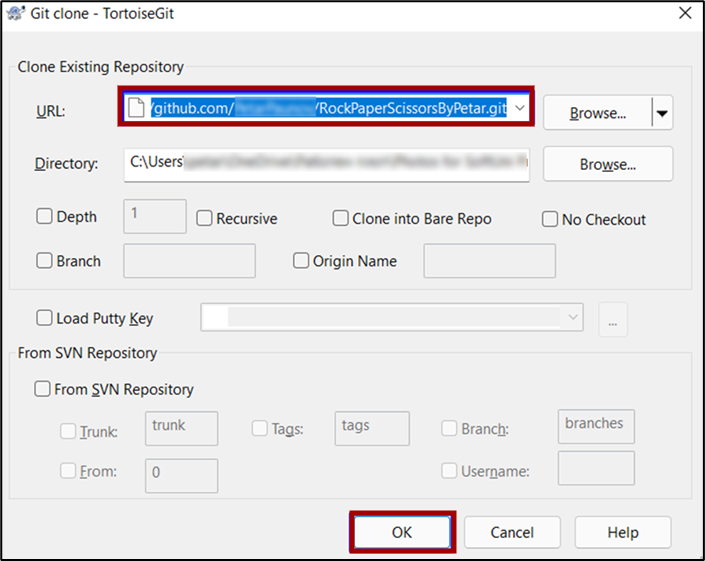 Git clone - TortoiseGit
Clone Existing Repository
URL: /github.com/ /RockPaperScissorsByPetar.git Browse...
Directory: C:\Users\ Browse...
Depth 1 Recursive Clone into Bare Repo No Checkout
Branch Origin Name
Load Putty Key ...
From SVN Repository
From SVN Repository
Trunk: trunk Tags: tags Branch: branches
From: 0 Username:
OK Cancel Help